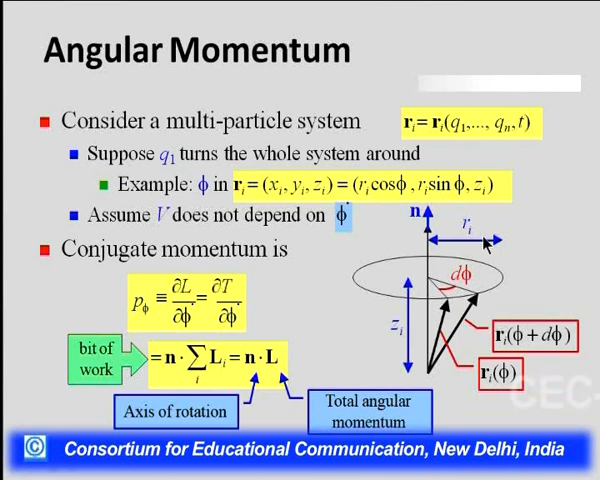 Angular Momentum
Consider a multi-particle system
rᵢ = rᵢ(q₁,..., qₙ,t)
Suppose q₁ turns the whole system around
Example: ϕ in rᵢ = (xᵢ, yᵢ, zᵢ) = (rᵢcosϕ , rᵢsin ϕ, zᵢ)
Assume V does not depend on ϕ̇
Conjugate momentum is
n
rᵢ
dϕ
zᵢ
rᵢ(ϕ + dϕ)
rᵢ(ϕ)
p_ϕ ≡ ∂L/∂ϕ̇ = ∂T/∂ϕ̇
bit of
work
= n · ∑ᵢ Lᵢ = n · L
Axis of rotation
Total angular
momentum
CEC-
© Consortium for Educational Communication, New Delhi, India